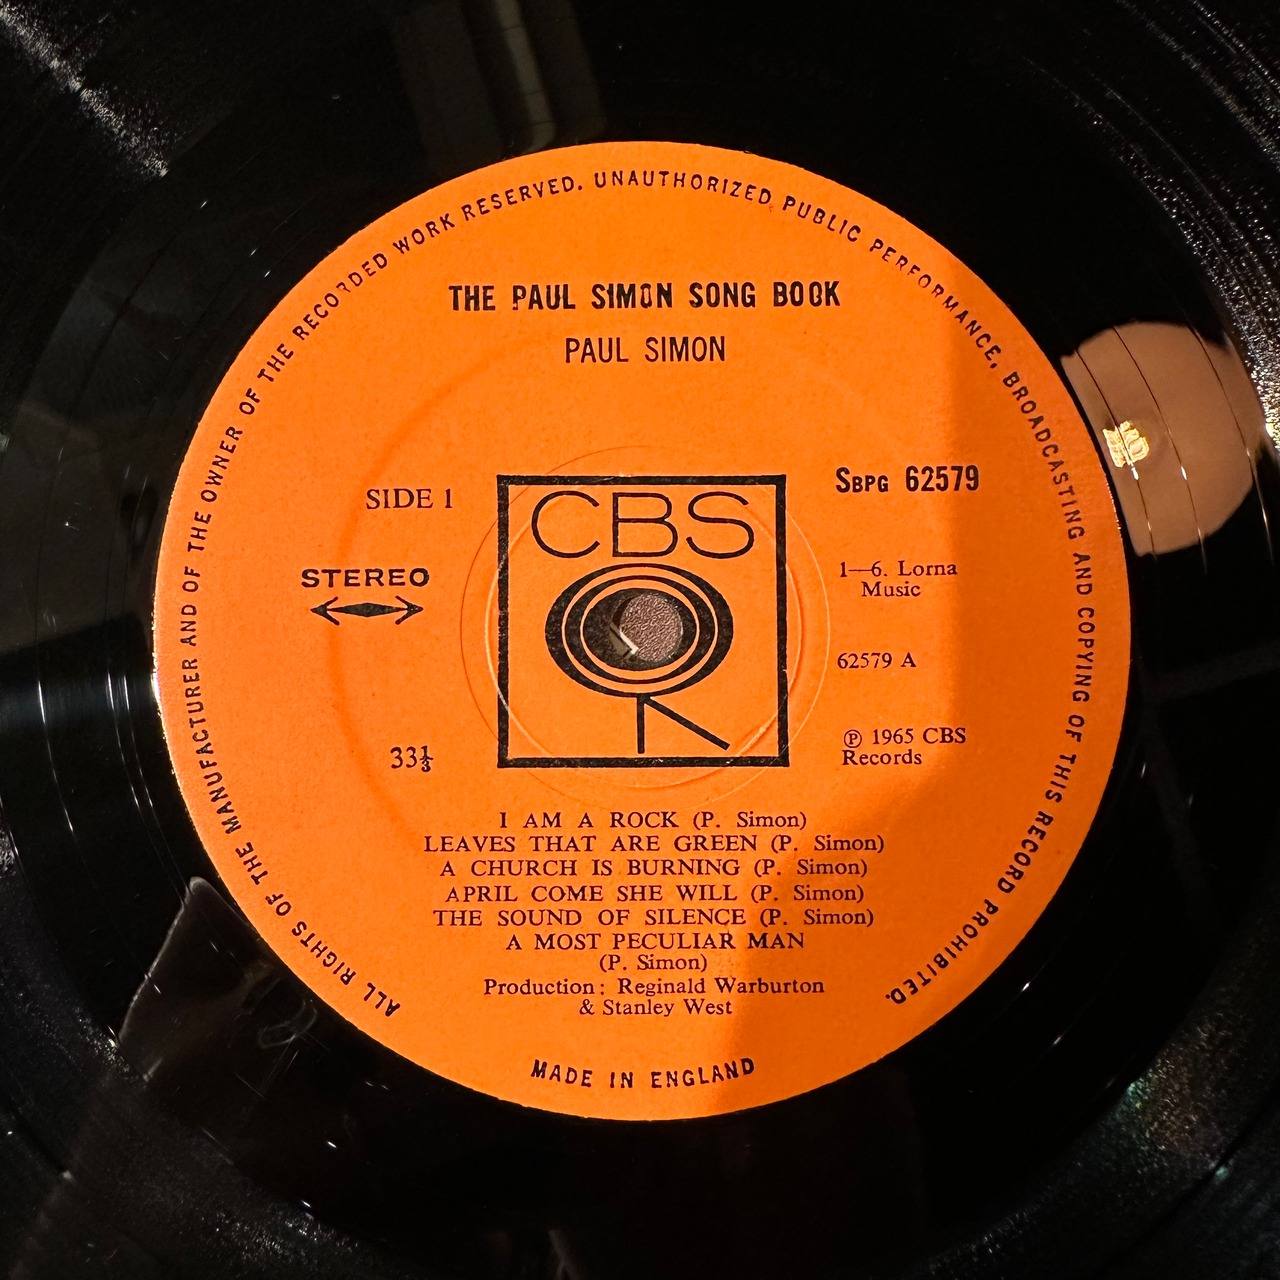 ALL RIGHTS OF THE MANUFACTURER AND OF THE OWNER OF THE RECORDED WORK RESERVED. UNAUTHORIZED PUBLIC PERFORMANCE, BROADCASTING AND COPYING OF THIS RECORD PROHIBITED.
THE PAUL SIMON SONG BOOK
PAUL SIMON
SIDE 1
STEREO
33⅓
CBS
SBPG 62579
1—6. Lorna
Music
62579 A
Ⓟ 1965 CBS
Records
I AM A ROCK (P. Simon)
LEAVES THAT ARE GREEN (P. Simon)
A CHURCH IS BURNING (P. Simon)
APRIL COME SHE WILL (P. Simon)
THE SOUND OF SILENCE (P. Simon)
A MOST PECULIAR MAN
(P. Simon)
Production: Reginald Warburton
& Stanley West
MADE IN ENGLAND